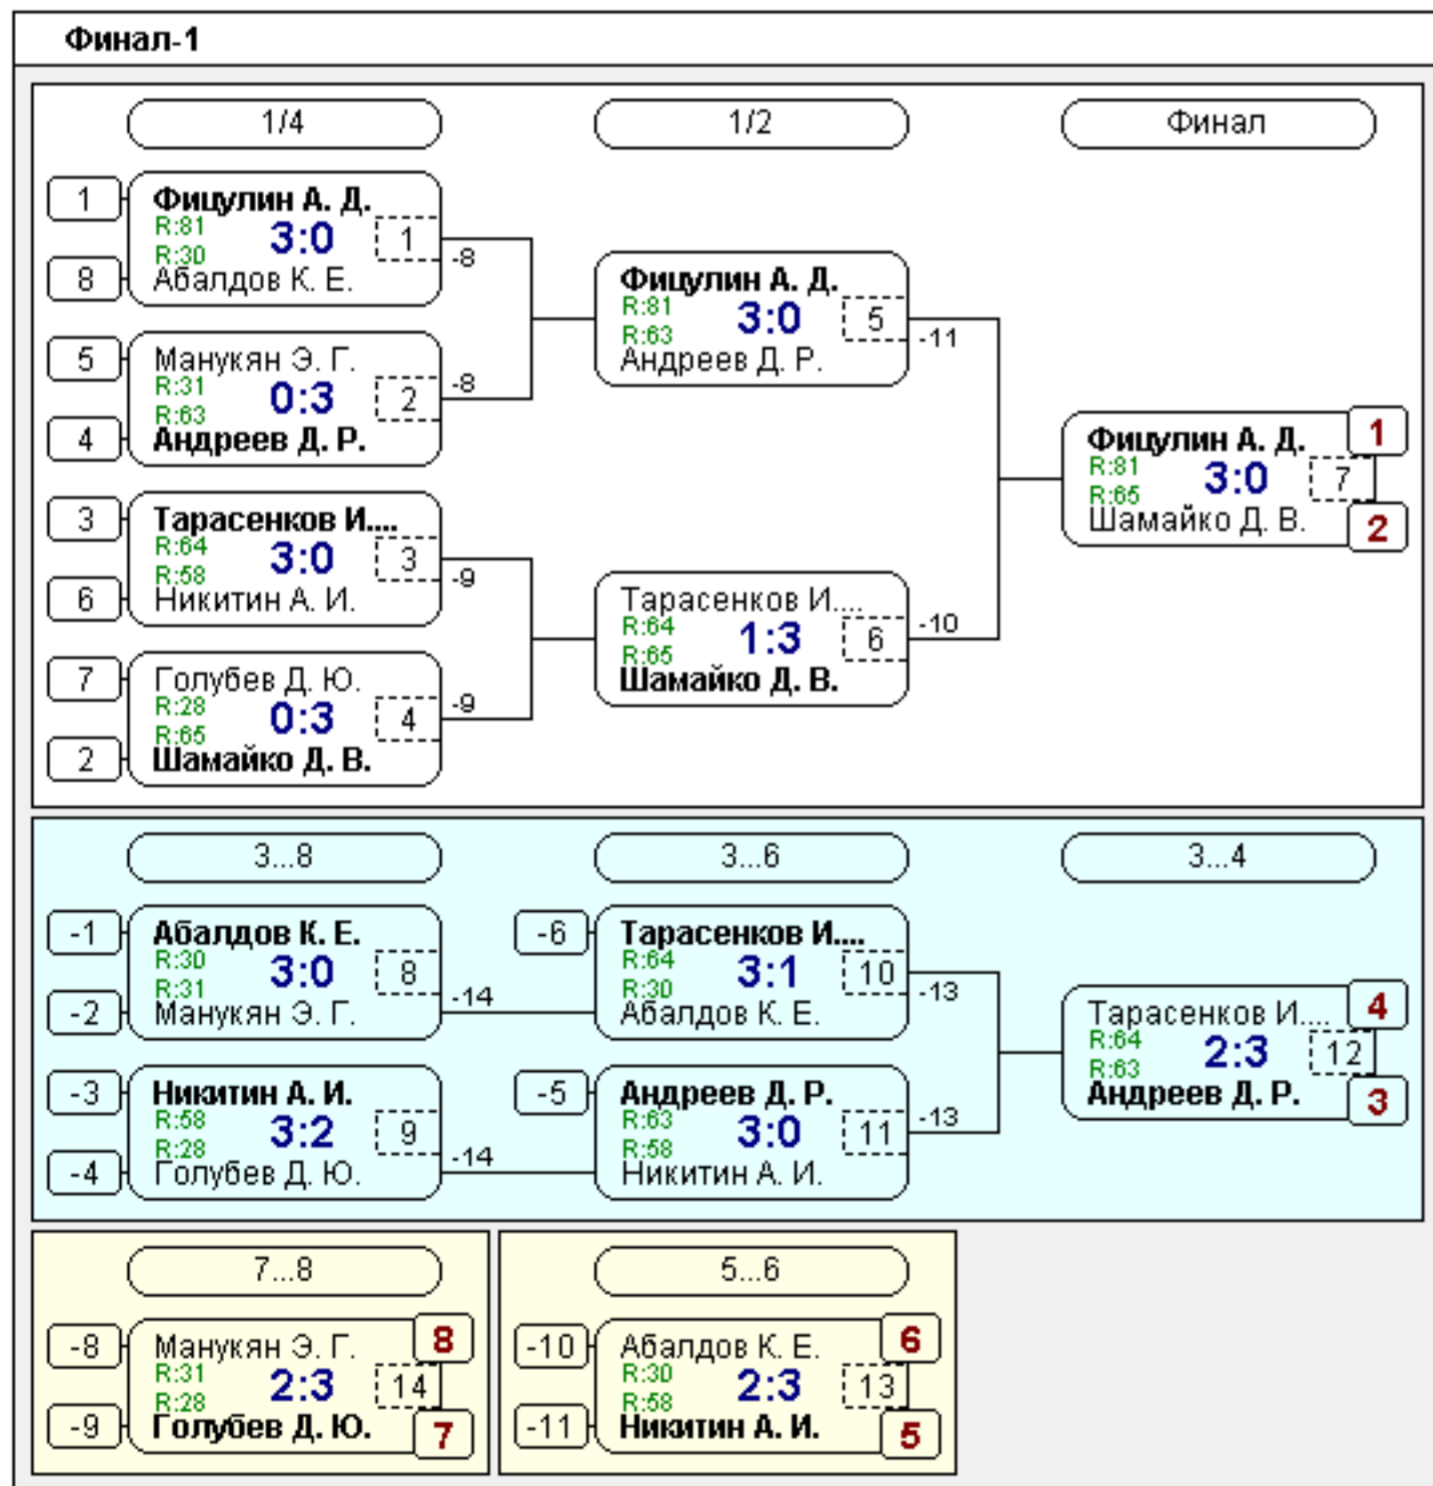 Финал-1
1/4
1/2
Финал
1
Фицулин А. Д.
R:81
3:0
1
R:30
8
Абалдов К. Е.
-8
5
Манукян Э. Г.
R:31
0:3
2
R:63
4
Андреев Д. Р.
-8
3
Тарасенков И....
R:64
3:0
3
R:58
6
Никитин А. И.
-9
7
Голубев Д. Ю.
R:28
0:3
4
R:65
2
Шамайко Д. В.
-9
Фицулин А. Д.
R:81
3:0
5
R:63
Андреев Д. Р.
-11
Тарасенков И....
R:64
1:3
6
R:65
Шамайко Д. В.
-10
Фицулин А. Д.
1
R:81
3:0
7
R:65
Шамайко Д. В.
2
3...8
3...6
3...4
-1
Абалдов К. Е.
R:30
3:0
8
R:31
-2
Манукян Э. Г.
-14
-3
Никитин А. И.
R:58
3:2
9
R:28
-4
Голубев Д. Ю.
-14
-6
Тарасенков И....
R:64
3:1
10
R:30
Абалдов К. Е.
-13
-5
Андреев Д. Р.
R:63
3:0
11
R:58
Никитин А. И.
-13
Тарасенков И....
4
R:64
2:3
12
R:63
Андреев Д. Р.
3
7...8
-8
Манукян Э. Г.
8
R:31
2:3
14
R:28
-9
Голубев Д. Ю.
7
5...6
-10
Абалдов К. Е.
6
R:30
2:3
13
R:58
-11
Никитин А. И.
5